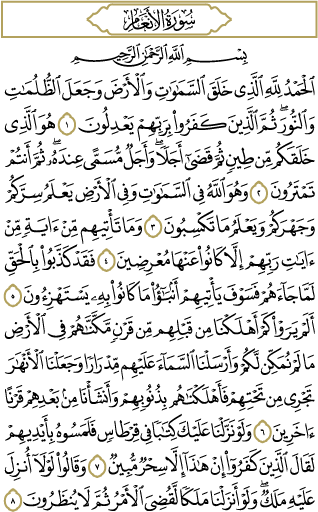 سُورَةُ الأَنْعَامِ
بِسْمِ ٱللَّهِ ٱلرَّحْمَٰنِ ٱلرَّحِيمِ
ٱلْحَمْدُ لِلَّهِ ٱلَّذِى خَلَقَ ٱلسَّمَٰوَٰتِ وَٱلْأَرْضَ وَجَعَلَ ٱلظُّلُمَٰتِ
وَٱلنُّورَ ۖ ثُمَّ ٱلَّذِينَ كَفَرُوا۟ بِرَبِّهِمْ يَعْدِلُونَ ١ هُوَ ٱلَّذِى
خَلَقَكُم مِّن طِينٍ ثُمَّ قَضَىٰٓ أَجَلًا ۖ وَأَجَلٌ مُّسَمًّى عِندَهُۥ ۖ ثُمَّ أَنتُمْ
تَمْتَرُونَ ٢ وَهُوَ ٱللَّهُ فِى ٱلسَّمَٰوَٰتِ وَفِى ٱلْأَرْضِ يَعْلَمُ سِرَّكُمْ
وَجَهْرَكُمْ وَيَعْلَمُ مَا تَكْسِبُونَ ٣ وَمَا تَأْتِيهِم مِّنْ ءَايَةٍ مِّنْ
ءَايَٰتِ رَبِّهِمْ إِلَّا كَانُوا۟ عَنْهَا مُعْرِضِينَ ٤ فَقَدْ كَذَّبُوا۟ بِٱلْحَقِّ
لَمَّا جَآءَهُمْ فَسَوْفَ يَأْتِيهِمْ أَنۢبَٰٓؤُا۟ مَا كَانُوا۟ بِهِۦ يَسْتَهْزِءُونَ ٥
أَلَمْ يَرَوْا۟ كَمْ أَهْلَكْنَا مِن قَبْلِهِم مِّن قَرْنٍ مَّكَّنَّٰهُمْ فِى ٱلْأَرْضِ
مَا لَمْ نُمَكِّن لَّكُمْ وَأَرْسَلْنَا ٱلسَّمَآءَ عَلَيْهِم مِّدْرَارًا وَجَعَلْنَا ٱلْأَنْهَٰرَ
تَجْرِى مِن تَحْتِهِمْ فَأَهْلَكْنَٰهُم بِذُنُوبِهِمْ وَأَنشَأْنَا مِنۢ بَعْدِهِمْ قَرْنًا
ءَاخَرِينَ ٦ وَلَوْ نَزَّلْنَا عَلَيْكَ كِتَٰبًا فِى قِرْطَاسٍ فَلَمَسُوهُ بِأَيْدِيهِمْ
لَقَالَ ٱلَّذِينَ كَفَرُوٓا۟ إِنْ هَٰذَآ إِلَّا سِحْرٌ مُّبِينٌ ٧ وَقَالُوا۟ لَوْلَآ أُنزِلَ
عَلَيْهِ مَلَكٌ ۖ وَلَوْ أَنزَلْنَا مَلَكًا لَّقُضِىَ ٱلْأَمْرُ ثُمَّ لَا يُنظَرُونَ ٨